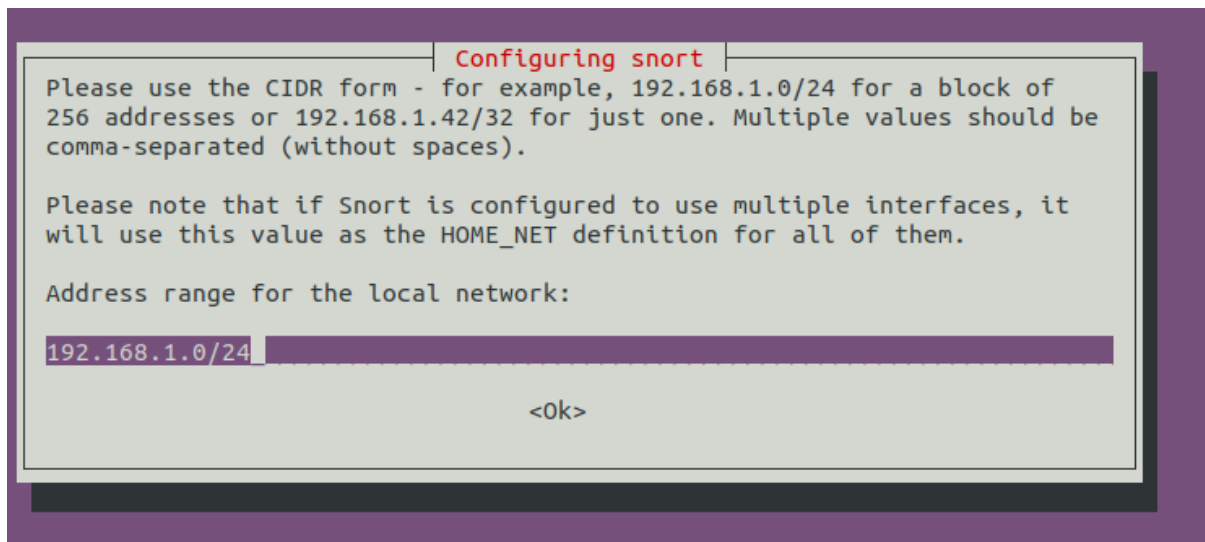 Configuring snort
Please use the CIDR form - for example, 192.168.1.0/24 for a block of
256 addresses or 192.168.1.42/32 for just one. Multiple values should be
comma-separated (without spaces).
Please note that if Snort is configured to use multiple interfaces, it
will use this value as the HOME_NET definition for all of them.
Address range for the local network:
192.168.1.0/24
<Ok>